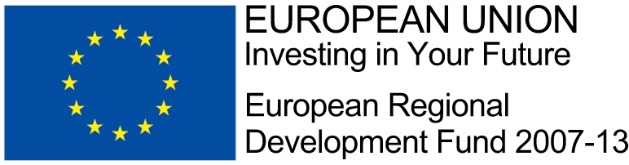 EUROPEAN UNION
Investing in Your Future
European Regional
Development Fund 2007-13